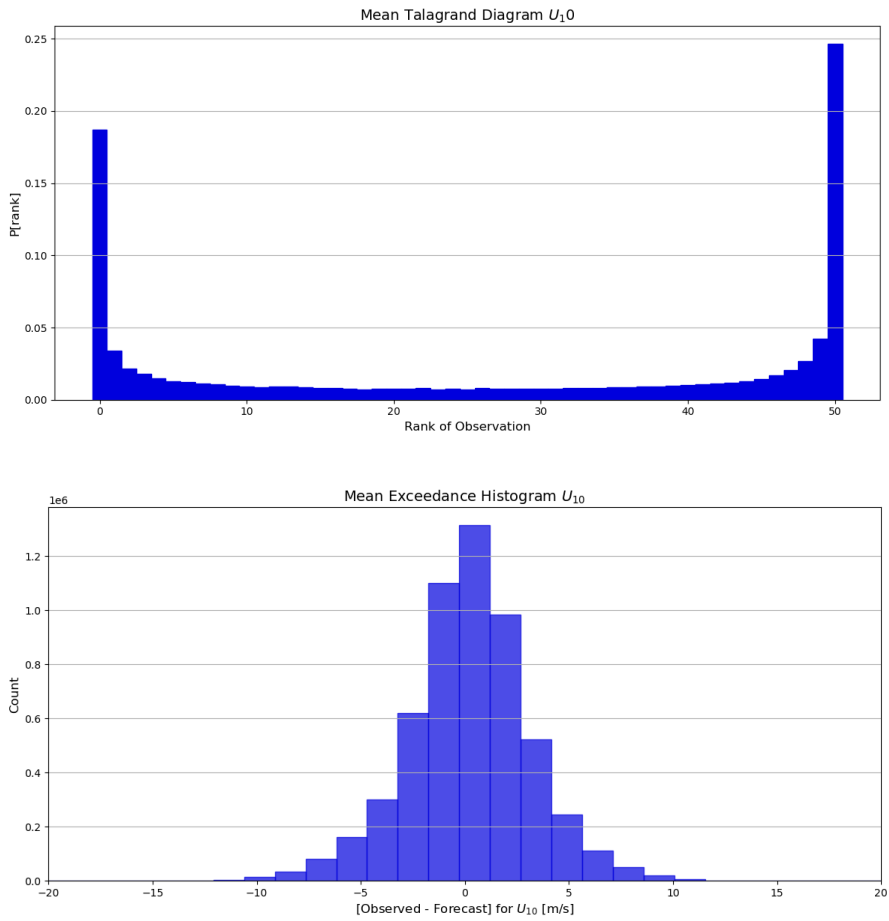 Mean Talagrand Diagram U₁0
0.25
0.20
0.15
0.10
0.05
0.00
P[rank]
0 10 20 30 40 50
Rank of Observation
Mean Exceedance Histogram U₁₀
1e6
1.2
1.0
0.8
0.6
0.4
0.2
0.0
Count
−20 −15 −10 −5 0 5 10 15 20
[Observed - Forecast] for U₁₀ [m/s]